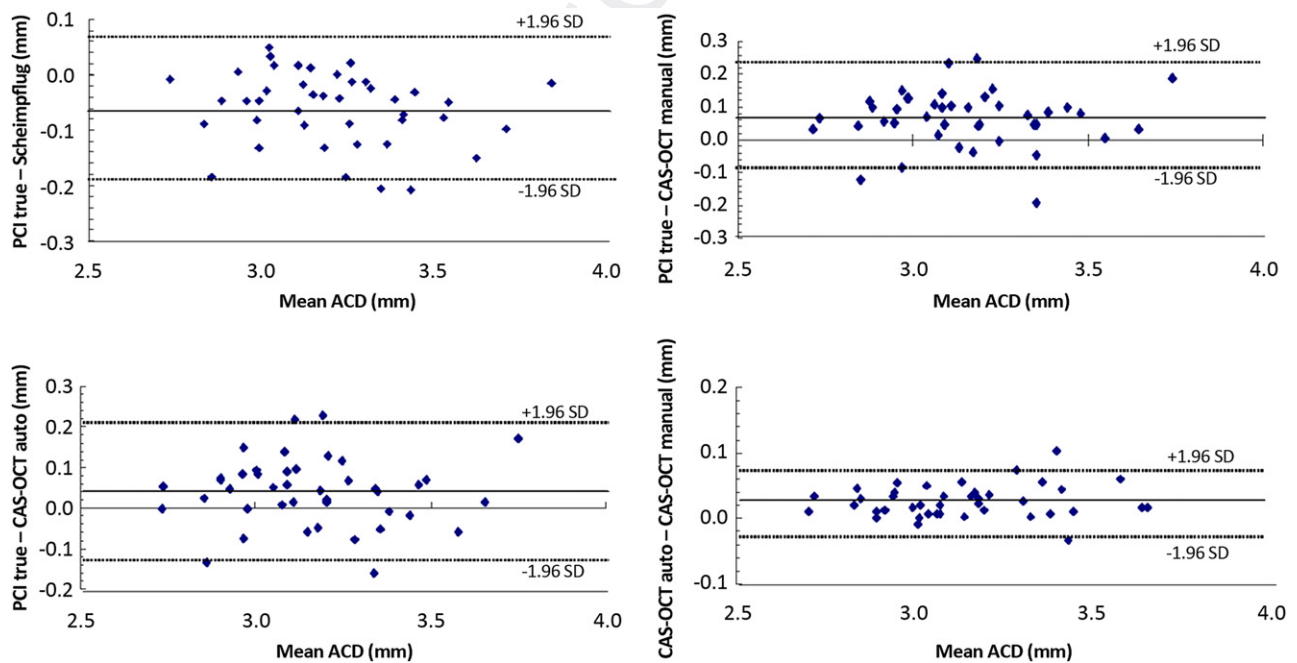 PCI true – Scheimpflug (mm)
0.1
0.0
-0.1
-0.2
-0.3
+1.96 SD
-1.96 SD
2.5 3.0 3.5 4.0
Mean ACD (mm)
PCI true – CAS-OCT manual (mm)
0.3
0.2
0.1
0.0
-0.1
-0.2
-0.3
+1.96 SD
-1.96 SD
2.5 3.0 3.5 4.0
Mean ACD (mm)
PCI true – CAS-OCT auto (mm)
0.3
0.2
0.1
0.0
-0.1
-0.2
+1.96 SD
-1.96 SD
2.5 3.0 3.5 4.0
Mean ACD (mm)
CAS-OCT auto – CAS-OCT manual (mm)
0.2
0.1
0.0
-0.1
+1.96 SD
-1.96 SD
2.5 3.0 3.5 4.0
Mean ACD (mm)